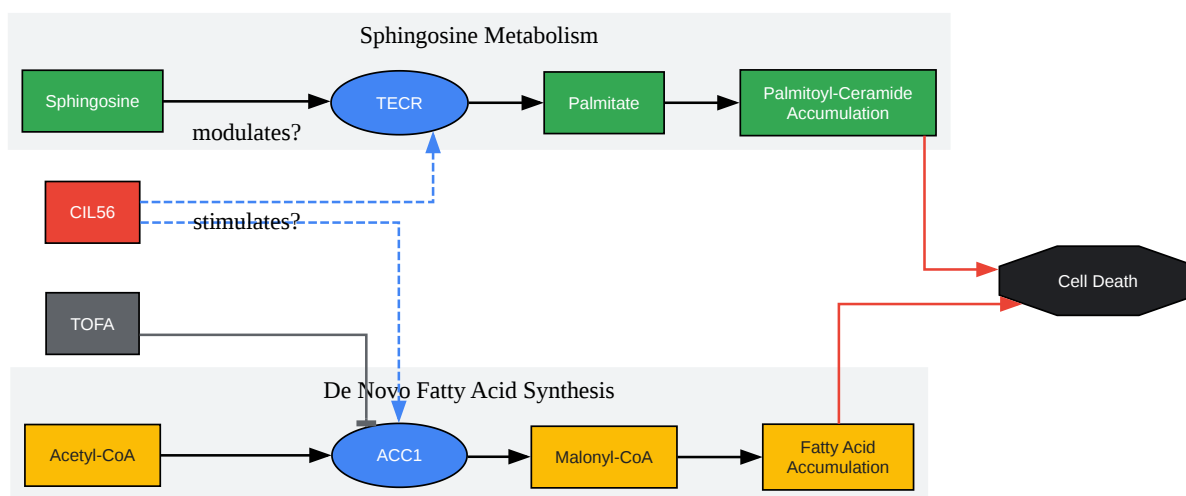 Sphingosine Metabolism
Sphingosine
TECR
Palmitate
Palmitoyl-Ceramide
Accumulation
modulates?
CIL56
stimulates?
Cell Death
TOFA
De Novo Fatty Acid Synthesis
Acetyl-CoA
ACC1
Malonyl-CoA
Fatty Acid
Accumulation